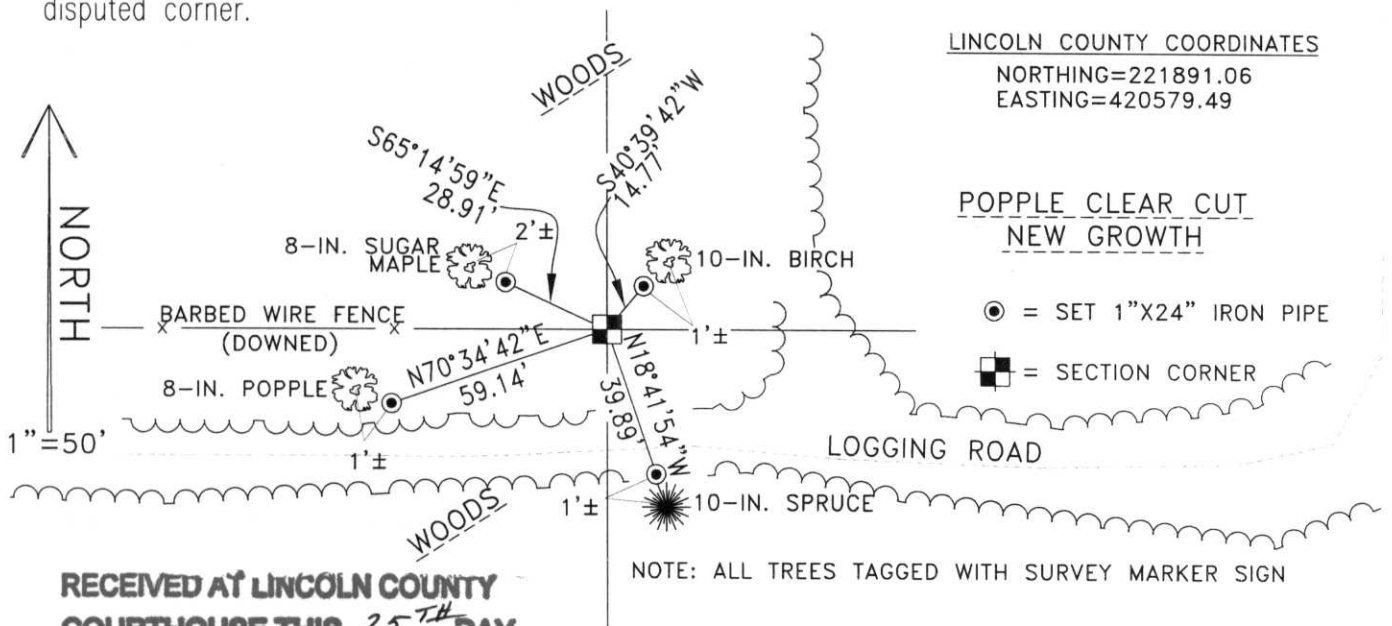 disputed corner.
LINCOLN COUNTY COORDINATES
NORTHING=221891.06
EASTING=420579.49
WOODS
S65°14'59"E
28.91'
S40°39'42"W
14.77'
NORTH
POPPLE CLEAR CUT
NEW GROWTH
8-IN. SUGAR
MAPLE
2'±
10-IN. BIRCH
= SET 1"X24" IRON PIPE
BARBED WIRE FENCE
x x
(DOWNED)
1'±
= SECTION CORNER
8-IN. POPPLE
N70°34'42"E
59.14'
N18°41'54"W
39.89'
1"=50'
1'±
LOGGING ROAD
1'±
10-IN. SPRUCE
WOODS
NOTE: ALL TREES TAGGED WITH SURVEY MARKER SIGN
RECEIVED AT LINCOLN COUNTY
COURTHOUSE THIS 25TH DAY